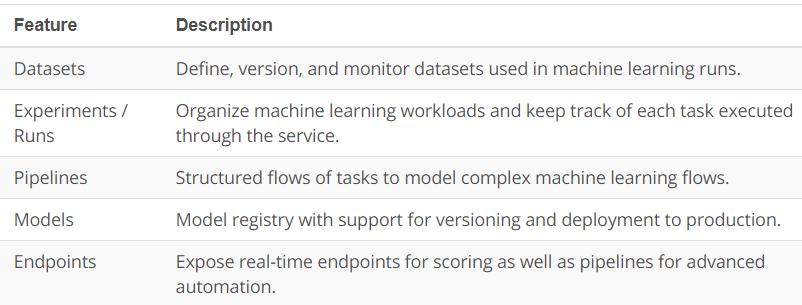 Feature Description
Datasets Define, version, and monitor datasets used in machine learning runs.
Experiments / Organize machine learning workloads and keep track of each task executed
Runs through the service.
Pipelines Structured flows of tasks to model complex machine learning flows.
Models Model registry with support for versioning and deployment to production.
Endpoints Expose real-time endpoints for scoring as well as pipelines for advanced
automation.